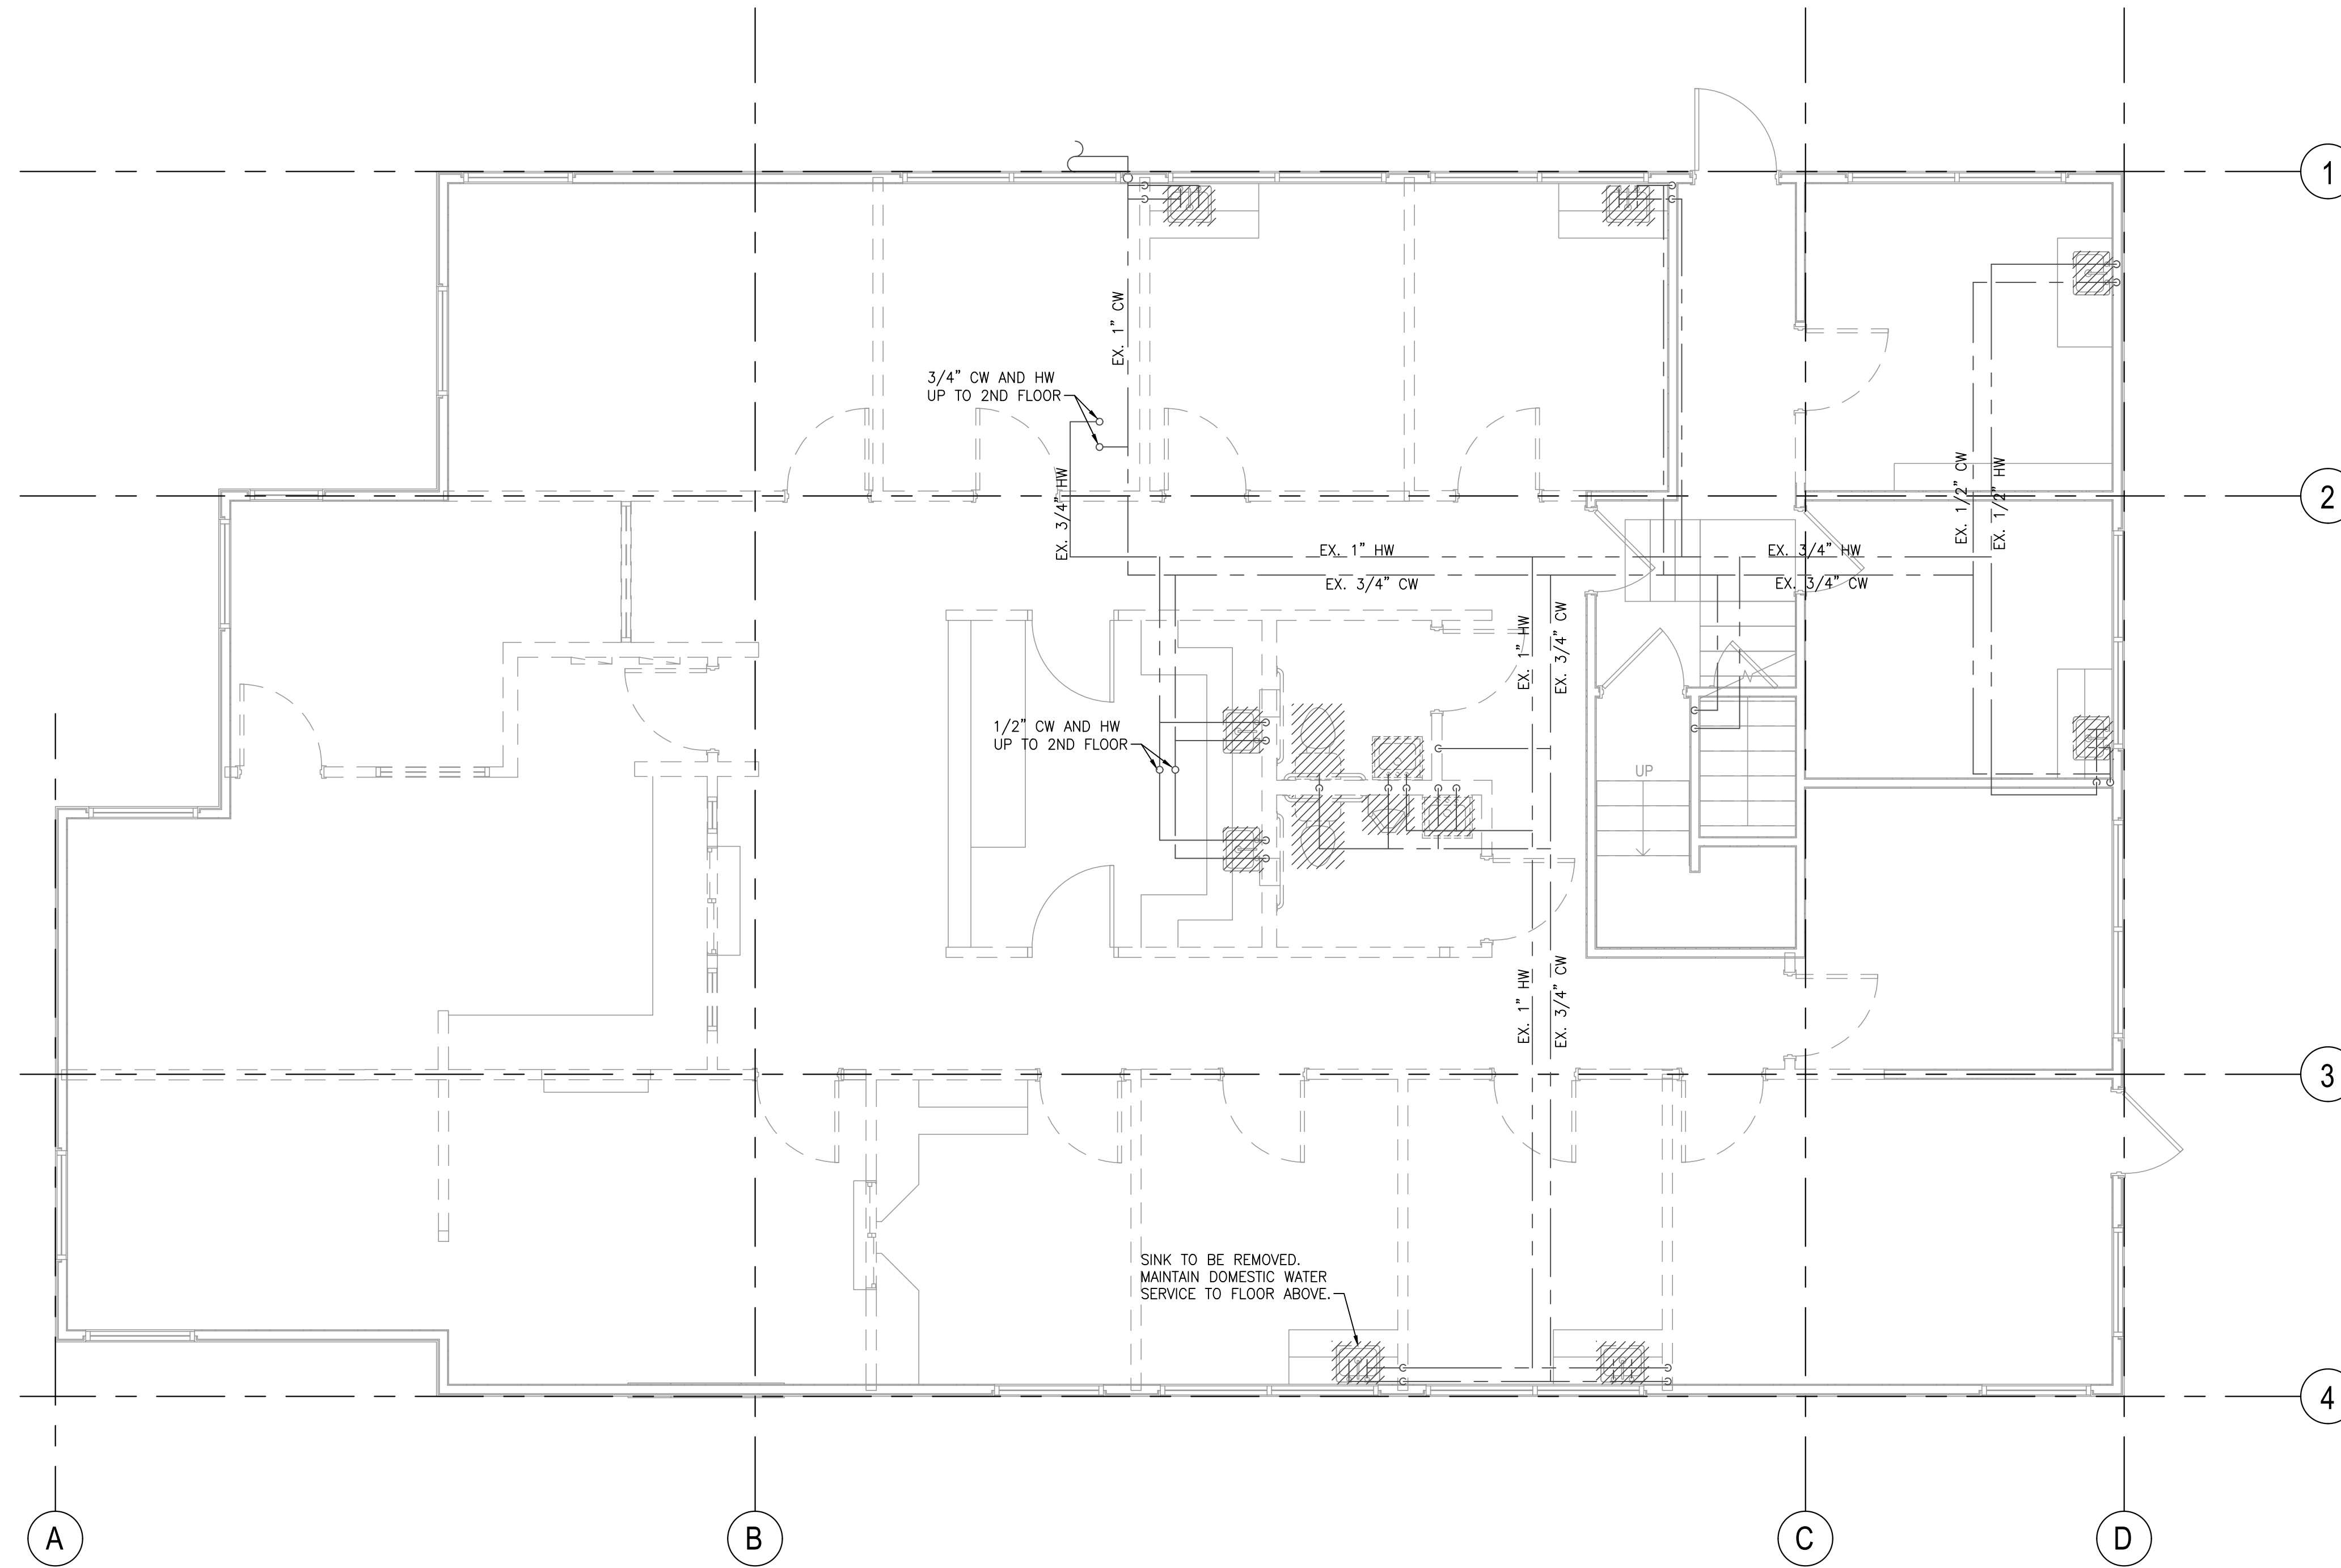 1
EX. 1" CW
3/4" CW AND HW
UP TO 2ND FLOOR
EX. 3/4" HW
2
EX. 1/2" CW
EX. 1/2" HW
EX. 1" HW
EX. 3/4" HW
EX. 3/4" CW
EX. 3/4" CW
EX. 1" HW
EX. 3/4" CW
1/2" CW AND HW
UP TO 2ND FLOOR
UP
EX. 1" HW
EX. 3/4" CW
3
SINK TO BE REMOVED.
MAINTAIN DOMESTIC WATER
SERVICE TO FLOOR ABOVE.
4
A
B
C
D